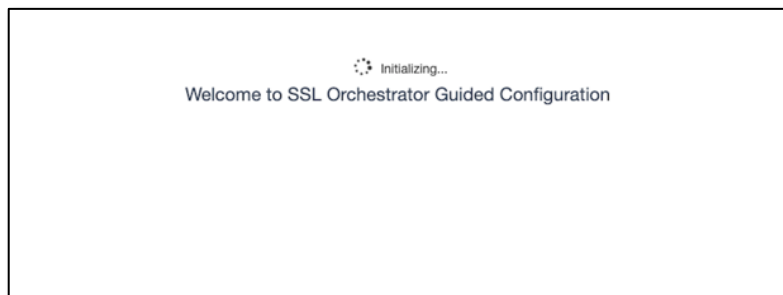 Initializing...
Welcome to SSL Orchestrator Guided Configuration